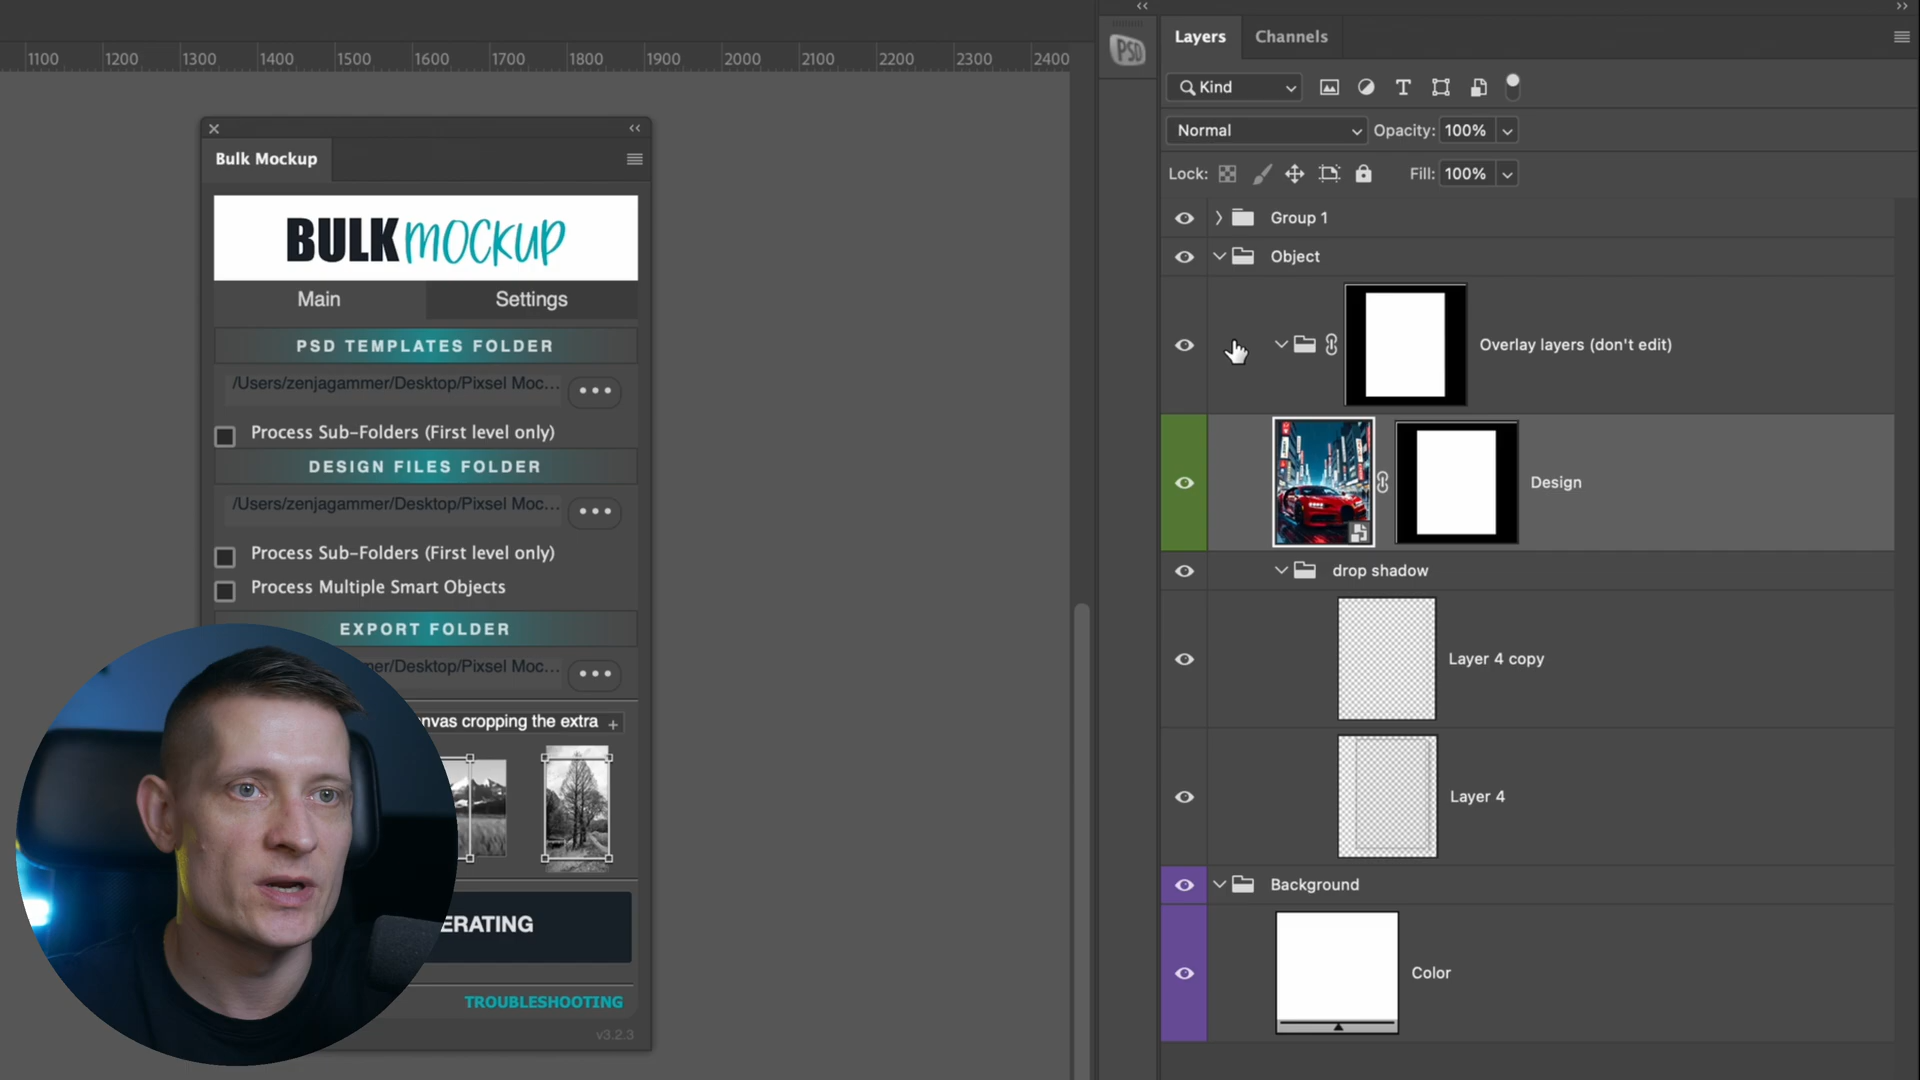 1100 1200 1300 1400 1500 1600 1700 1800 1900 2000 2100 2200 2300 2400
Bulk Mockup
BULK MOCKUP
Main Settings
PSD TEMPLATES FOLDER
/Users/zenjagammer/Desktop/Pixsel Moc...
Process Sub-Folders (First level only)
DESIGN FILES FOLDER
/Users/zenjagammer/Desktop/Pixsel Moc...
Process Sub-Folders (First level only)
Process Multiple Smart Objects
EXPORT FOLDER
mer/Desktop/Pixsel Moc...
nvas cropping the extra +
ERATING
TROUBLESHOOTING
v3.2.3
PSD
Layers Channels
Kind
Normal Opacity: 100%
Lock: Fill: 100%
Group 1
Object
Overlay layers (don't edit)
Design
drop shadow
Layer 4 copy
Layer 4
Background
Color